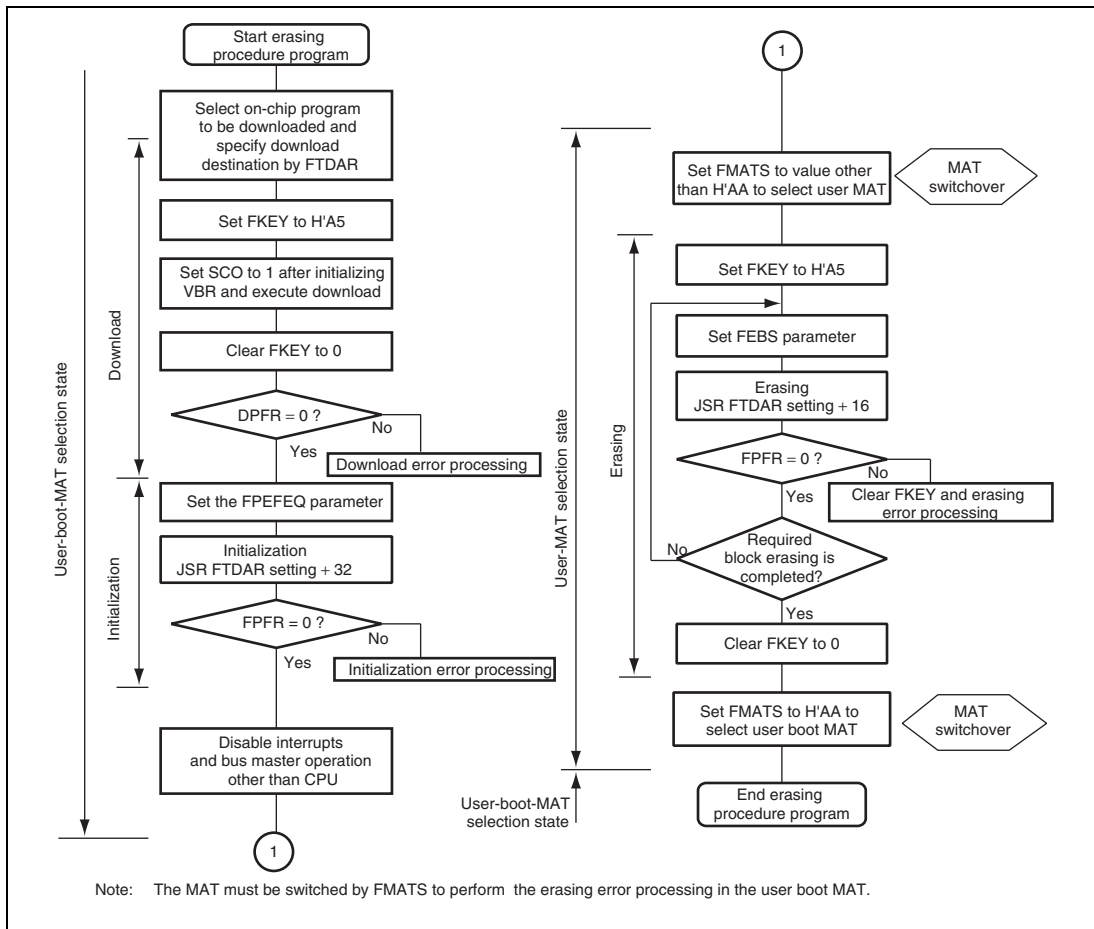 Start erasing
procedure program
Select on-chip program
to be downloaded and
specify download
destination by FTDAR
Set FKEY to H'A5
Set SCO to 1 after initializing
VBR and execute download
Clear FKEY to 0
DPFR = 0 ?
No
Yes
Download error processing
Set the FPEFEQ parameter
Initialization
JSR FTDAR setting + 32
FPFR = 0 ?
No
Yes
Initialization error processing
Disable interrupts
and bus master operation
other than CPU
1
User-boot-MAT selection state
Download
Initialization
1
Set FMATS to value other
than H'AA to select user MAT
MAT
switchover
Set FKEY to H'A5
Set FEBS parameter
Erasing
JSR FTDAR setting + 16
FPFR = 0 ?
No
Yes
Clear FKEY and erasing
error processing
Required
block erasing is
completed?
No
Yes
Clear FKEY to 0
Set FMATS to H'AA to
select user boot MAT
MAT
switchover
End erasing
procedure program
User-MAT selection state
Erasing
User-boot-MAT
selection state
Note: The MAT must be switched by FMATS to perform the erasing error processing in the user boot MAT.